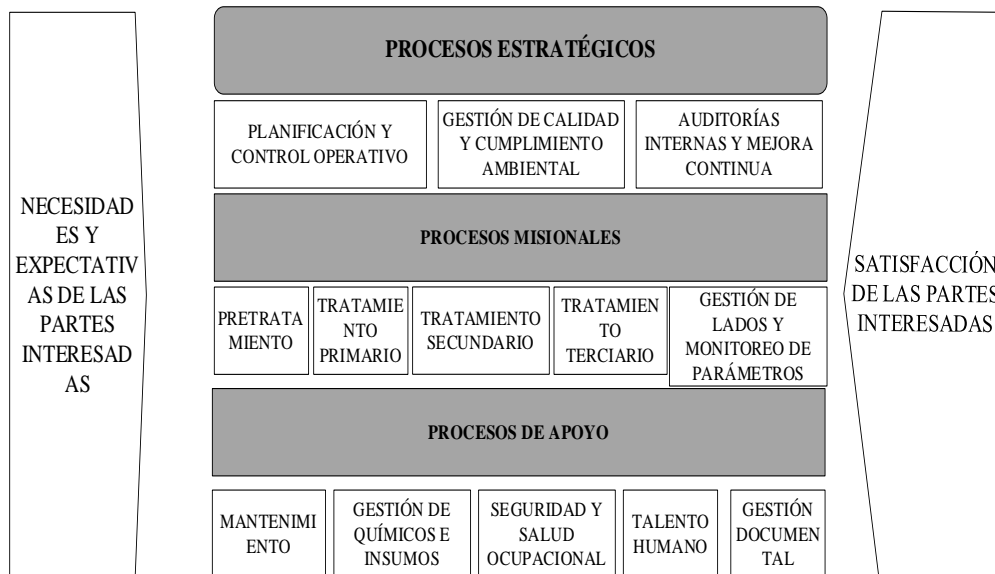 PROCESOS ESTRATÉGICOS
PLANIFICACIÓN Y
CONTROL OPERATIVO
GESTIÓN DE CALIDAD
Y CUMPLIMIENTO
AMBIENTAL
AUDITORÍAS
INTERNAS Y MEJORA
CONTINUA
NECESIDAD
ES Y
EXPECTATIV
AS DE LAS
PARTES
INTERESAD
AS
PROCESOS MISIONALES
PRETRATA
MIENTO
TRATAMIE
NTO
PRIMARIO
TRATAMIENTO
SECUNDARIO
TRATAMIEN
TO
TERCIARIO
GESTIÓN DE
LADOS Y
MONITOREO DE
PARÁMETROS
SATISFACCIÓN
DE LAS PARTES
INTERESADAS
PROCESOS DE APOYO
MANTENIMI
ENTO
GESTIÓN DE
QUÍMICOS E
INSUMOS
SEGURIDAD Y
SALUD
OCUPACIONAL
TALENTO
HUMANO
GESTIÓN
DOCUMEN
TAL